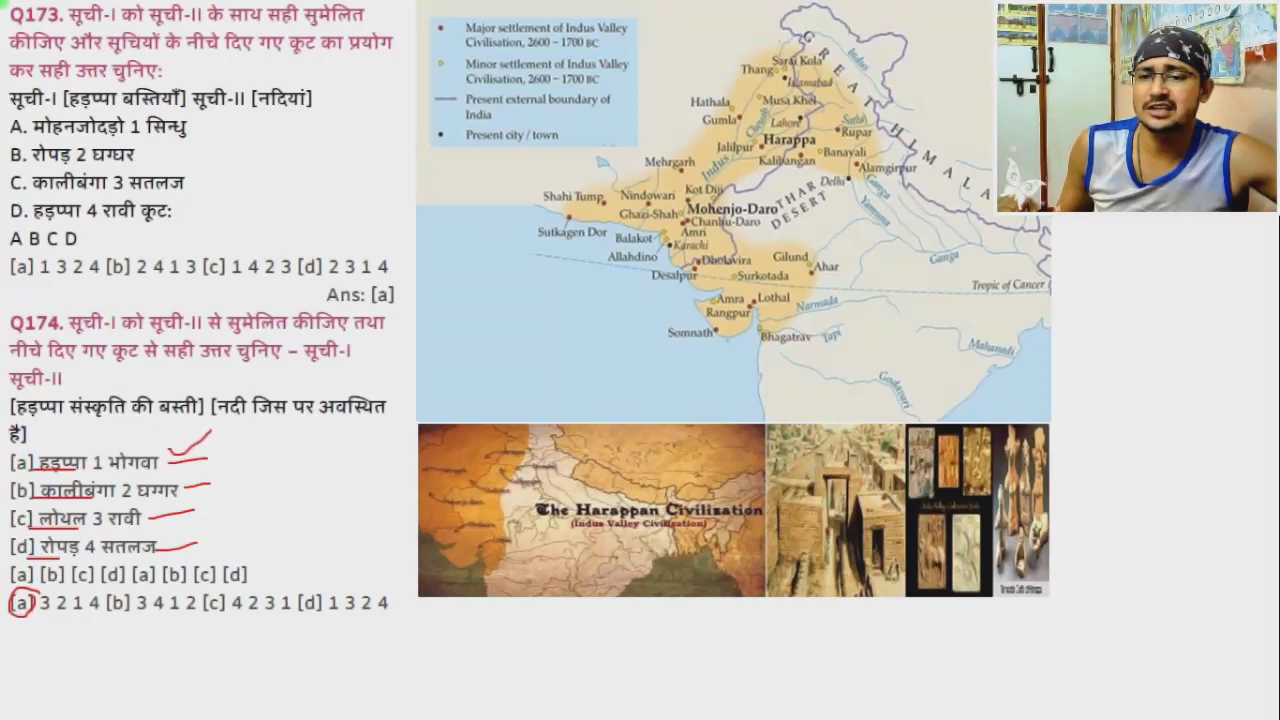 Q173. सूची-I को सूची-II के साथ सही सुमेलित
कीजिए और सूचियों के नीचे दिए गए कूट का प्रयोग
कर सही उत्तर चुनिए:
सूची-I [हड़प्पा बस्तियाँ] सूची-II [नदियां]
A. मोहनजोदड़ो 1 सिन्धु
B. रोपड़ 2 घग्घर
C. कालीबंगा 3 सतलज
D. हड़प्पा 4 रावी कूट:
A B C D
[a] 1 3 2 4 [b] 2 4 1 3 [c] 1 4 2 3 [d] 2 3 1 4
Ans: [a]
Q174. सूची-I को सूची-II से सुमेलित कीजिए तथा
नीचे दिए गए कूट से सही उत्तर चुनिए – सूची-I
सूची-II
[हड़प्पा संस्कृति की बस्ती] [नदी जिस पर अवस्थित
है]
[a] हड़प्पा 1 भोगवा
[b] कालीबंगा 2 घग्गर
[c] लोथल 3 रावी
[d] रोपड़ 4 सतलज
[a] [b] [c] [d] [a] [b] [c] [d]
[a] 3 2 1 4 [b] 3 4 1 2 [c] 4 2 3 1 [d] 1 3 2 4
Major settlement of Indus Valley
Civilisation, 2600 – 1700 BC
Minor settlement of Indus Valley
Civilisation, 2600 – 1700 BC
Present external boundary of
India
Present city / town
GREAT HIMALA
Indus
Sarai Kola
Thang
Islamabad
Hathala
Musa Khel
Gumla
Chenab
Lahore
Satluj
Rupar
Jalilpur
Harappa
Mehrgarh
Indus
Kalibangan
Banavali
Alamgirpur
Delhi
Ganga
Yamuna
Shahi Tump
Nindowari
Kot Diji
THAR
DESERT
Ghazi-Shah
Mohenjo-Daro
Chanhu-Daro
Sutkagen Dor
Balakot
Amri
Karachi
Allahdino
Dholavira
Gilund
Ganga
Desalpur
Surkotada
Ahar
Tropic of Cancer
Amra
Lothal
Narmada
Rangpur
Somnath
Bhagatrav
Tapi
Mahanadi
Godavari
The Harappan Civilization
(Indus Valley Civilization)